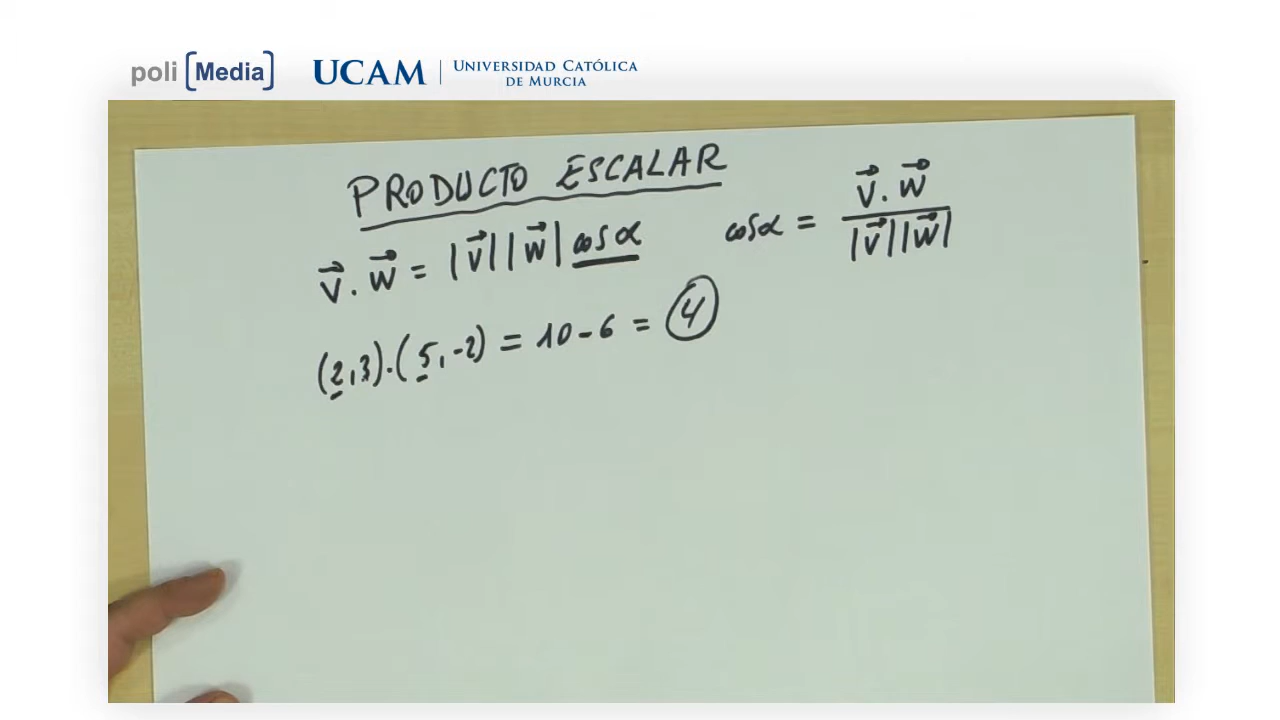 poli [Media] UCAM UNIVERSIDAD CATÓLICA DE MURCIA
PRODUCTO ESCALAR
v⃗ . w⃗ = |v⃗| |w⃗| cos α
cos α = v⃗ . w⃗ / |v⃗| |w⃗|
(2,3).(5,-2) = 10 - 6 = 4